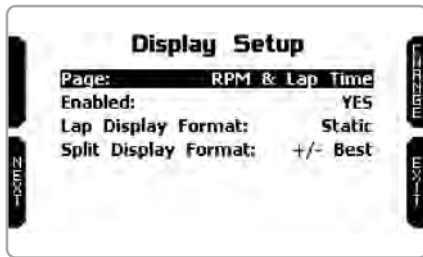 Display Setup
Page: RPM & Lap Time
Enabled: YES
Lap Display Format: Static
Split Display Format: +/- Best
CHANGE
NEXT
EXIT